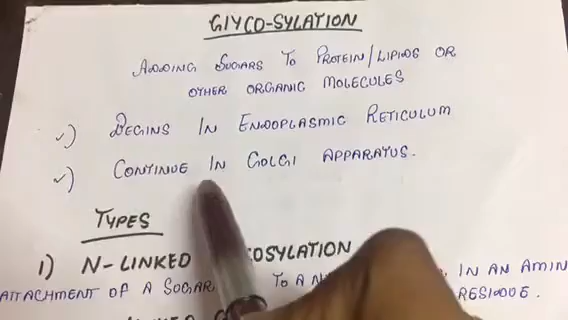 GLYCO-SYLATION
ADDING SUGARS TO PROTEIN/LIPIDS OR
OTHER ORGANIC MOLECULES
BEGINS IN ENDOPLASMIC RETICULUM
CONTINUE IN GOLGI APPARATUS.
TYPES
1) N-LINKED COSYLATION
ATTACHMENT OF A SUGAR TO A IN AN AMIN
RESIDUE.